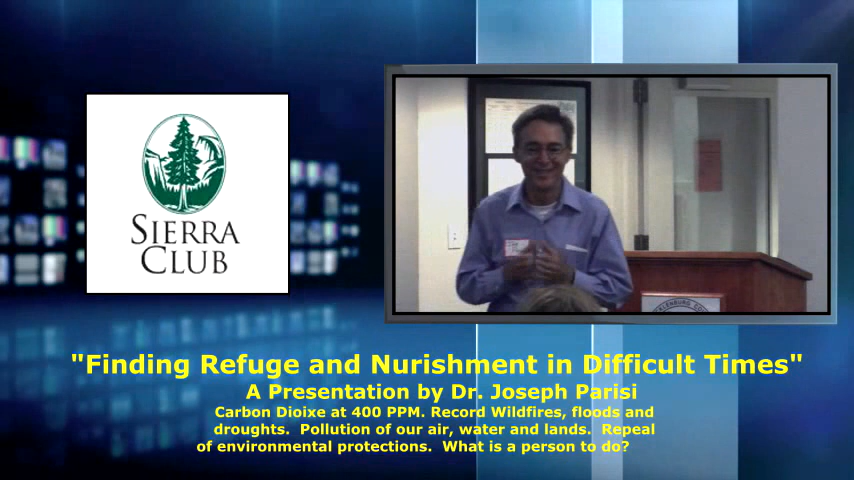 SIERRA
CLUB
KLENBURG COU
"Finding Refuge and Nurishment in Difficult Times"
A Presentation by Dr. Joseph Parisi
Carbon Dioixe at 400 PPM. Record Wildfires, floods and
droughts. Pollution of our air, water and lands. Repeal
of environmental protections. What is a person to do?